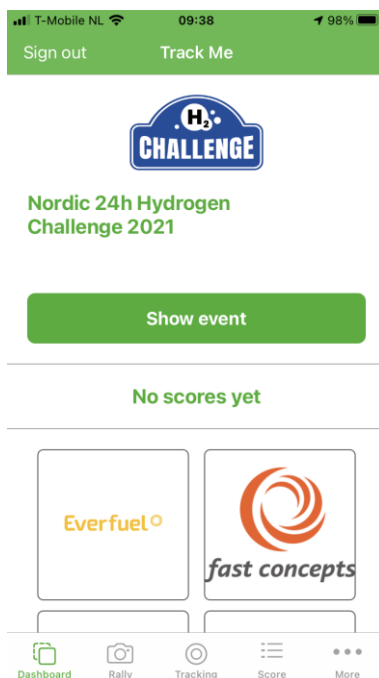 T-Mobile NL 09:38 98%
Sign out Track Me
H2
CHALLENGE
Nordic 24h Hydrogen
Challenge 2021
Show event
No scores yet
Everfuel
fast concepts
Dashboard Rally Tracking Score More